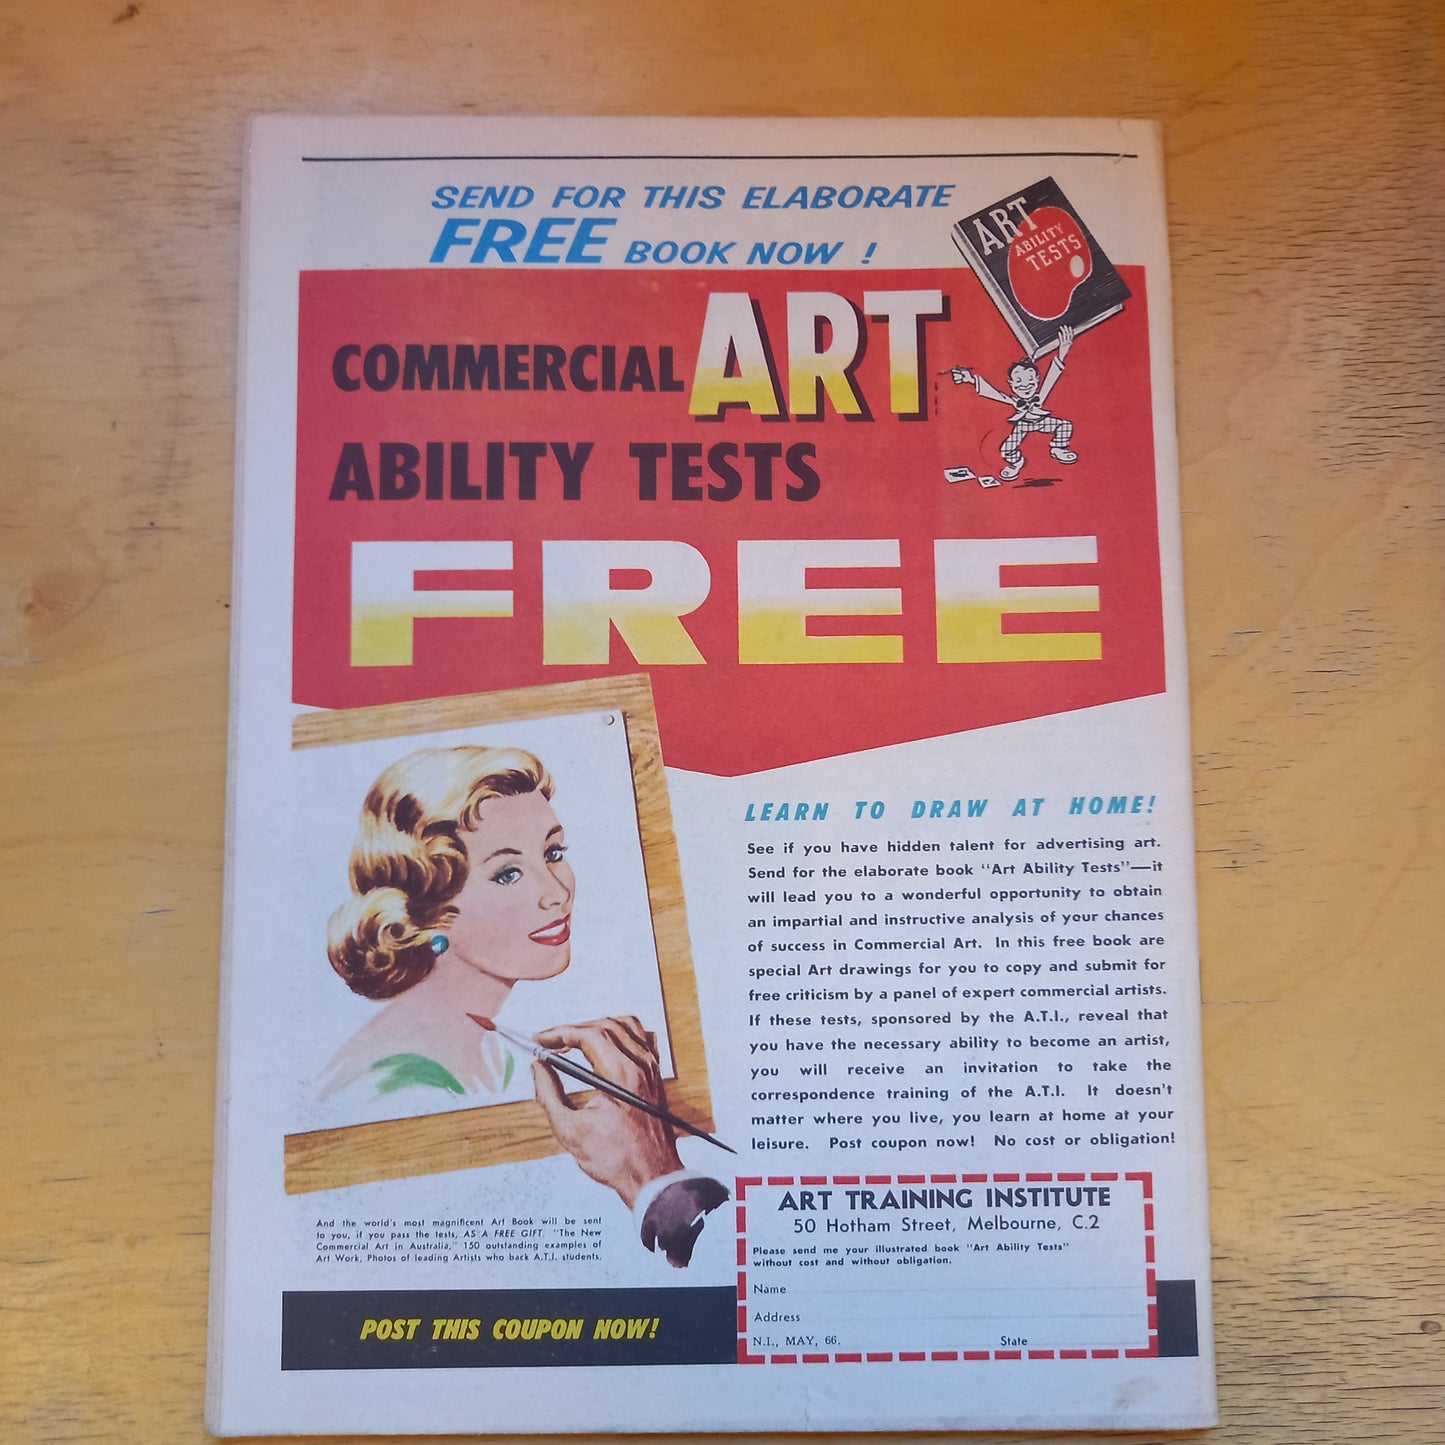 SEND FOR THIS ELABORATE
FREE BOOK NOW !
ART
ABILITY
TESTS
COMMERCIAL ART
ABILITY TESTS
FREE
LEARN TO DRAW AT HOME!
See if you have hidden talent for advertising art.
Send for the elaborate book "Art Ability Tests"—it
will lead you to a wonderful opportunity to obtain
an impartial and instructive analysis of your chances
of success in Commercial Art. In this free book are
special Art drawings for you to copy and submit for
free criticism by a panel of expert commercial artists.
If these tests, sponsored by the A.T.I., reveal that
you have the necessary ability to become an artist,
you will receive an invitation to take the
correspondence training of the A.T.I. It doesn't
matter where you live, you learn at home at your
leisure. Post coupon now! No cost or obligation!
And the world's most magnificent Art Book will be sent
to you, if you pass the tests, AS A FREE GIFT. "The New
Commercial Art in Australia," 150 outstanding examples of
Art Work, Photos of leading Artists who back A.T.I. students.
POST THIS COUPON NOW!
ART TRAINING INSTITUTE
50 Hotham Street, Melbourne, C.2
Please send me your illustrated book "Art Ability Tests"
without cost and without obligation.
Name
Address
N.I., MAY, 66. State